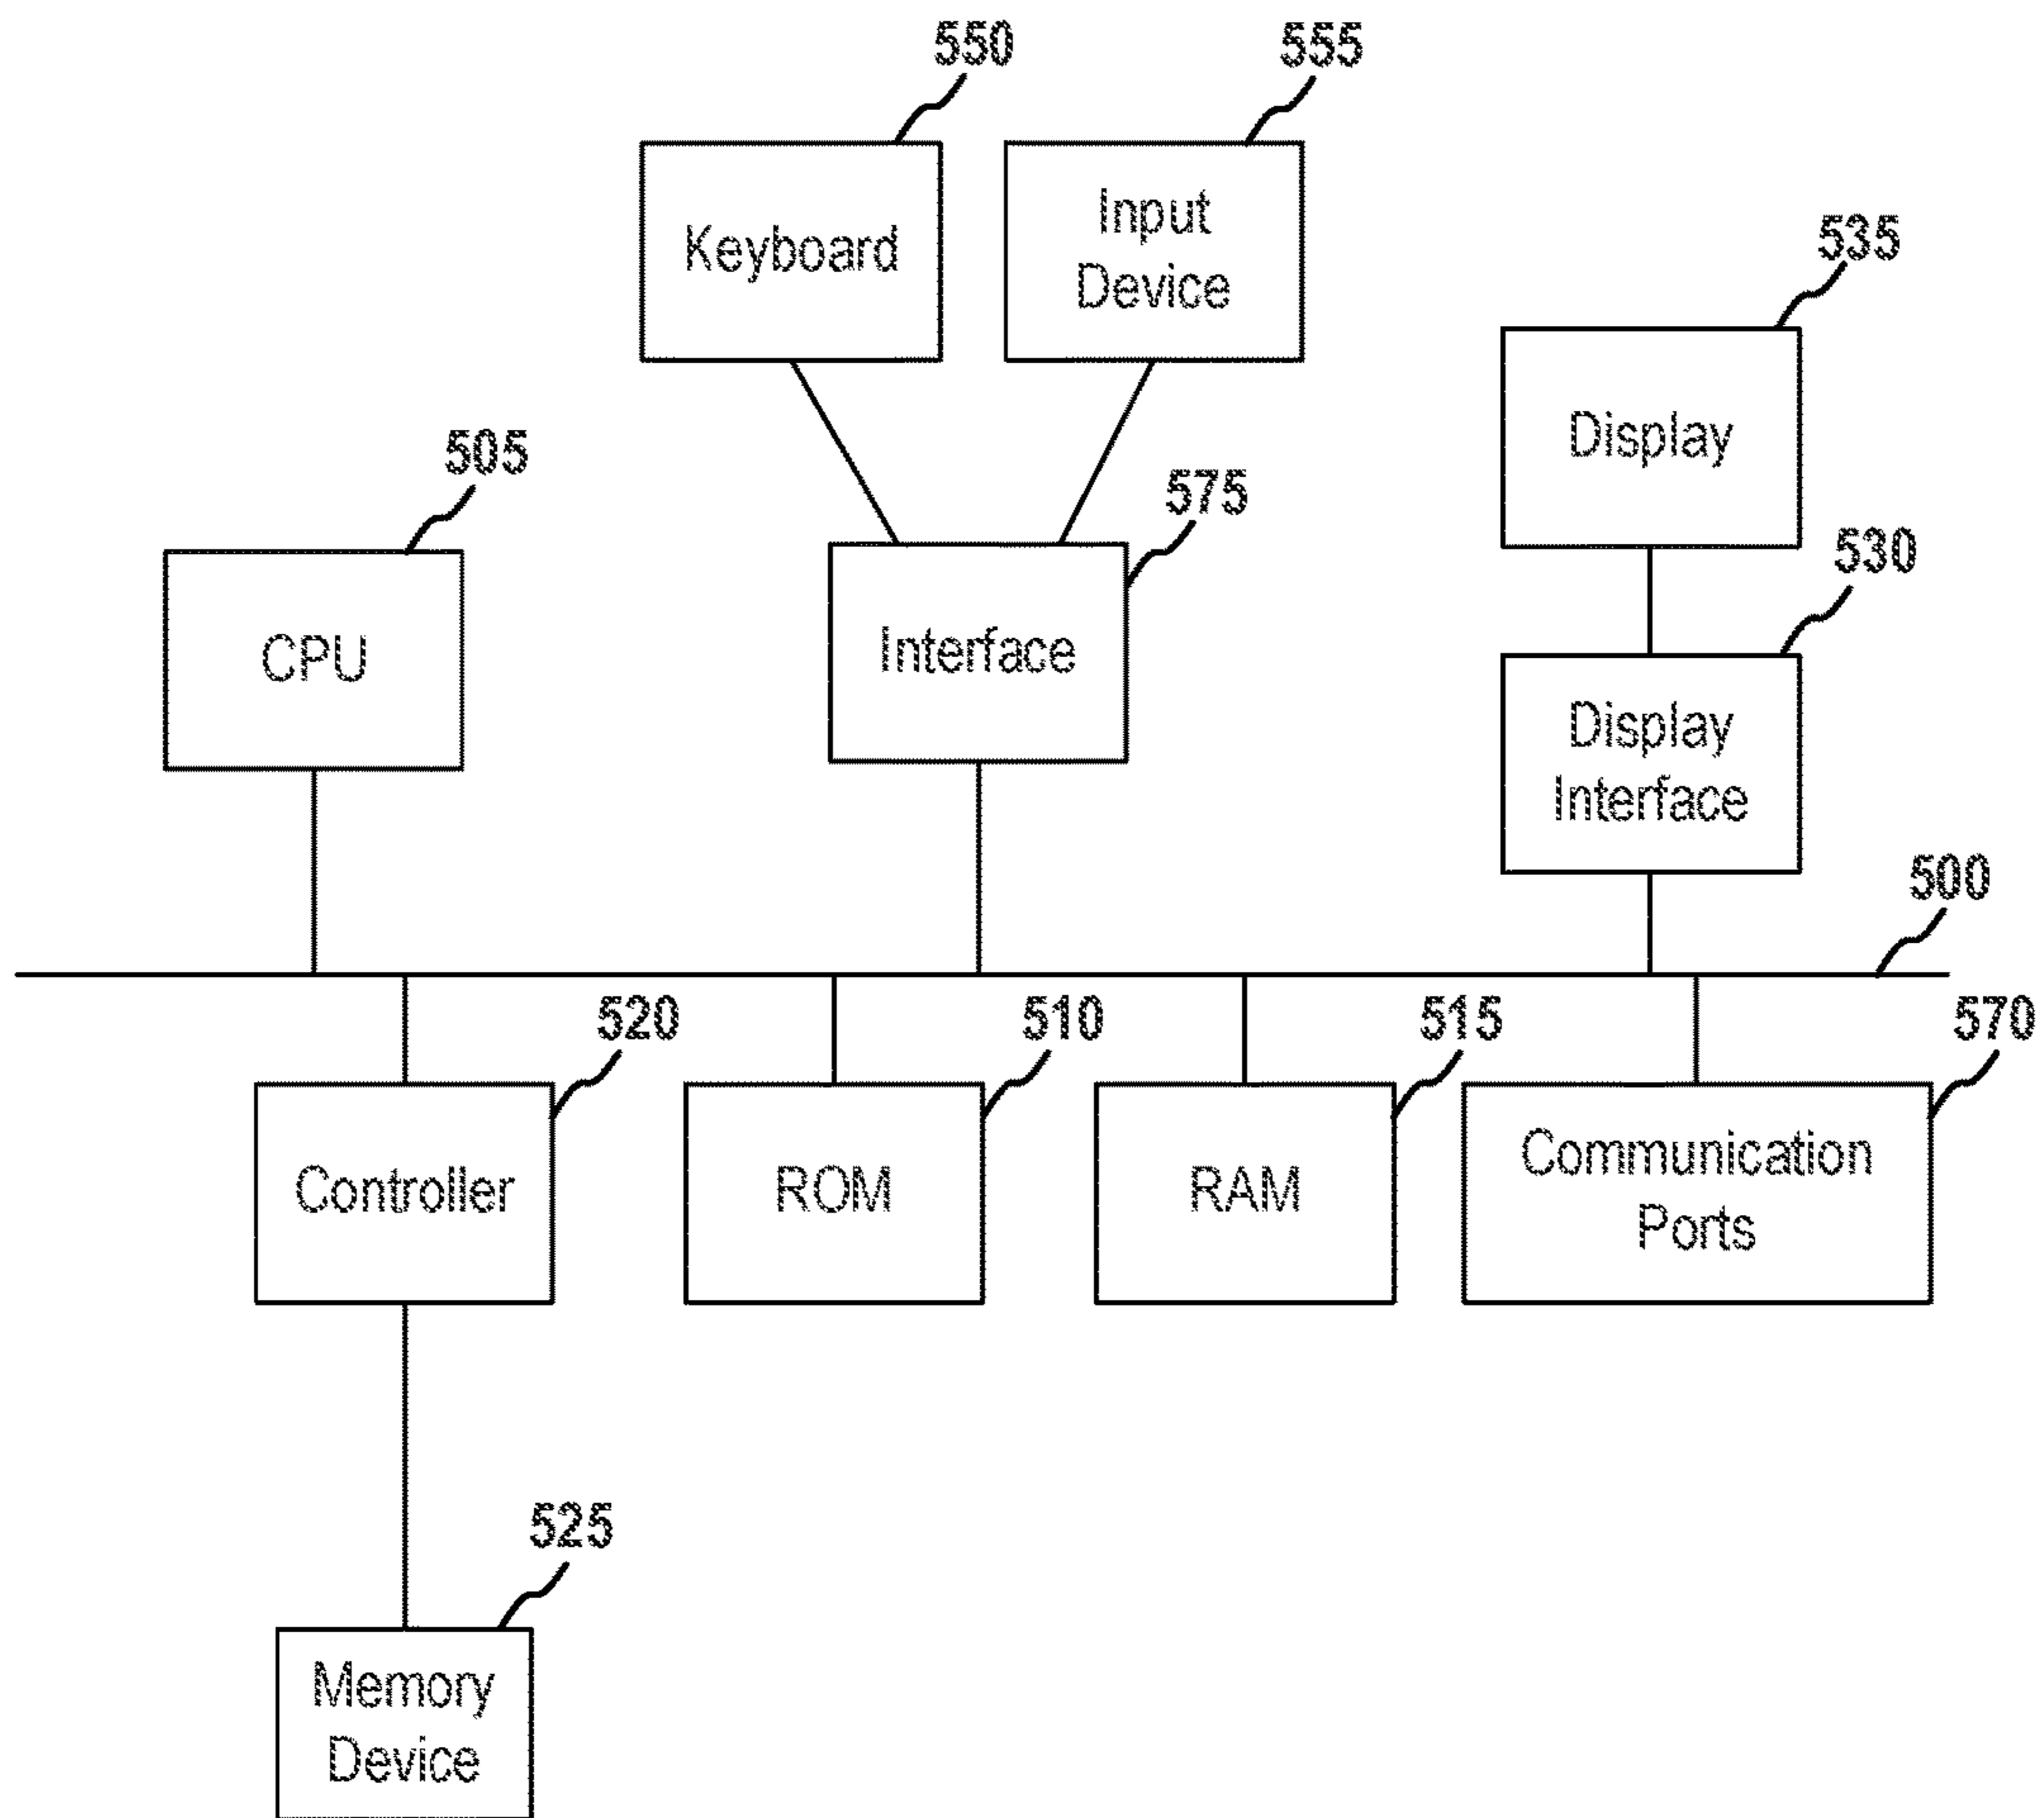 550
555
Keyboard
Input
Device
535
Display
505
575
530
CPU
Interface
Display
Interface
500
520
510
515
570
Controller
ROM
RAM
Communication
Ports
525
Memory
Device